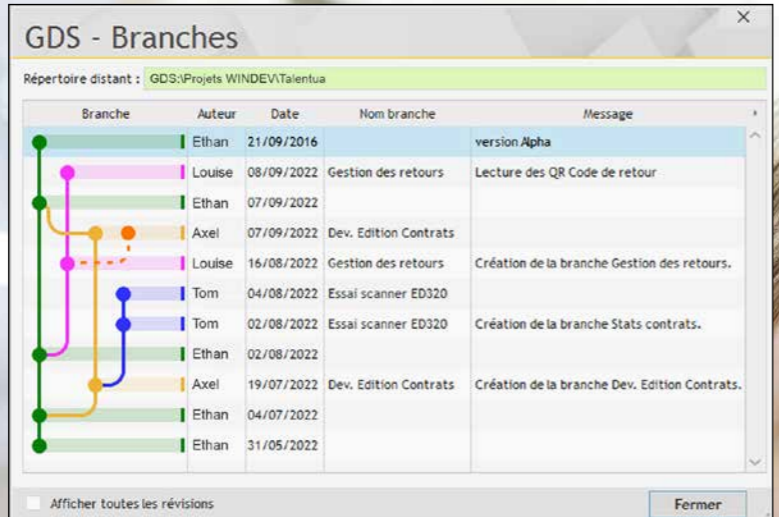 GDS - Branches
Répertoire distant : GDS:\Projets WINDEV\Talentua
Branche Auteur Date Nom branche Message
Ethan 21/09/2016 version Alpha
Louise 08/09/2022 Gestion des retours Lecture des QR Code de retour
Ethan 07/09/2022
Axel 07/09/2022 Dev. Edition Contrats
Louise 16/08/2022 Gestion des retours Création de la branche Gestion des retours.
Tom 04/08/2022 Essai scanner ED320
Tom 02/08/2022 Essai scanner ED320 Création de la branche Stats contrats.
Ethan 02/08/2022
Axel 19/07/2022 Dev. Edition Contrats Création de la branche Dev. Edition Contrats.
Ethan 04/07/2022
Ethan 31/05/2022
Afficher toutes les révisions Fermer